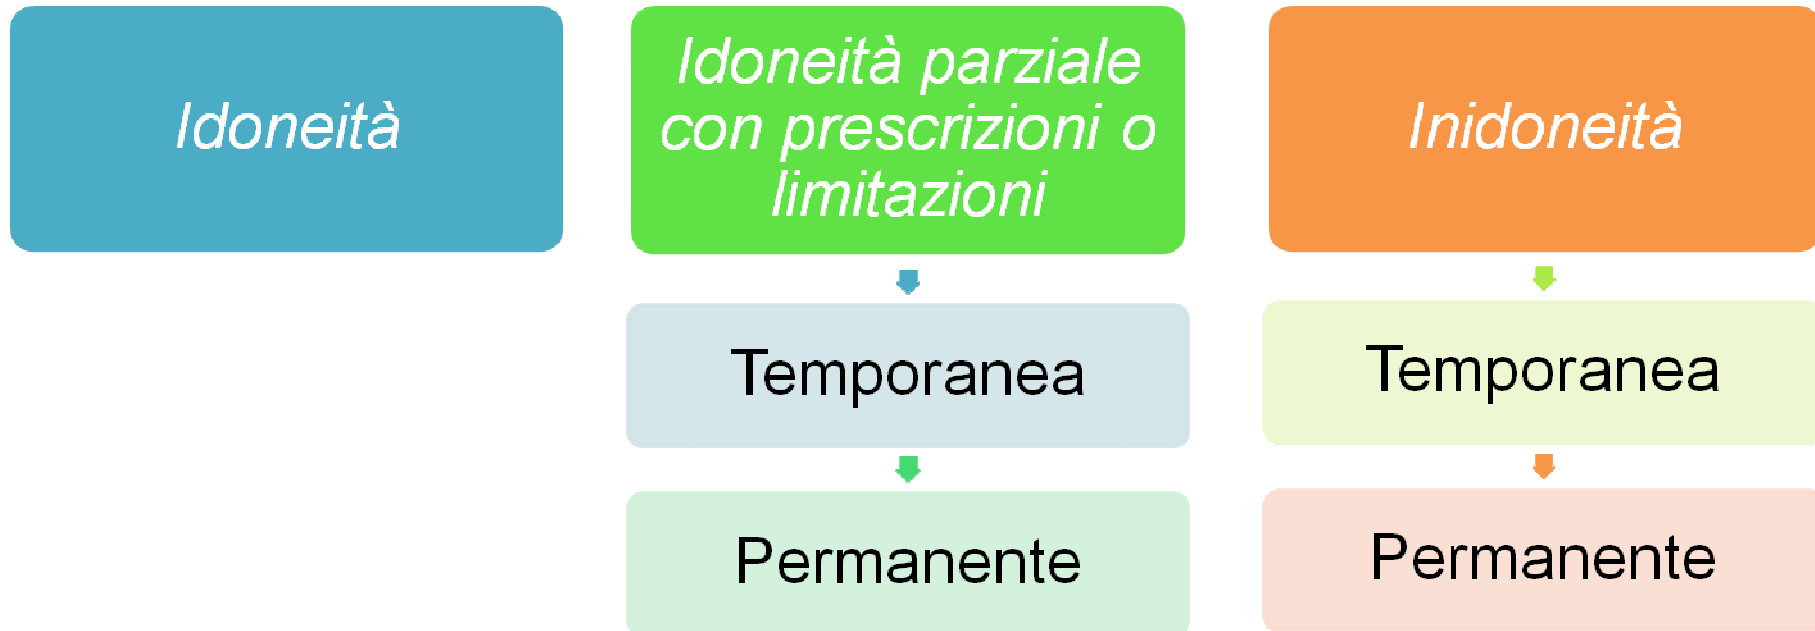 Idoneità
Idoneità parziale
con prescrizioni o
limitazioni
Temporanea
Permanente
Inidoneità
Temporanea
Permanente